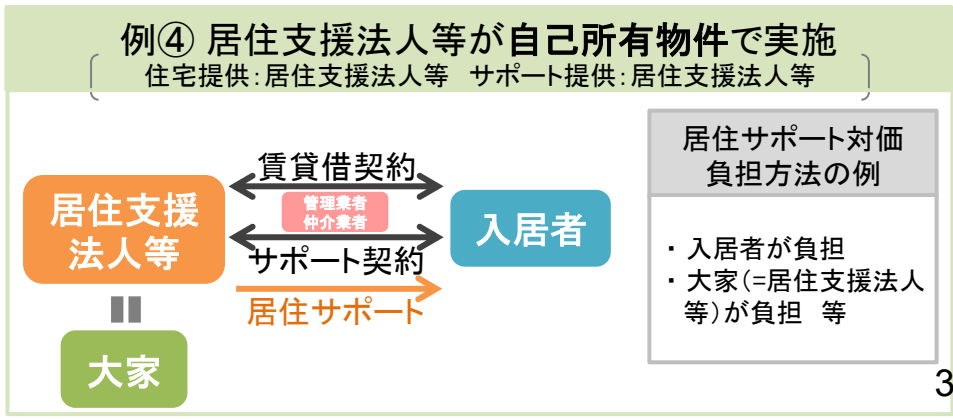 例④ 居住支援法人等が自己所有物件で実施
住宅提供:居住支援法人等 サポート提供:居住支援法人等
賃貸借契約
管理業者
仲介業者
サポート契約
居住サポート
居住支援
法人等
入居者
大家
居住サポート対価
負担方法の例
・ 入居者が負担
・ 大家(=居住支援法人
等)が負担 等
3